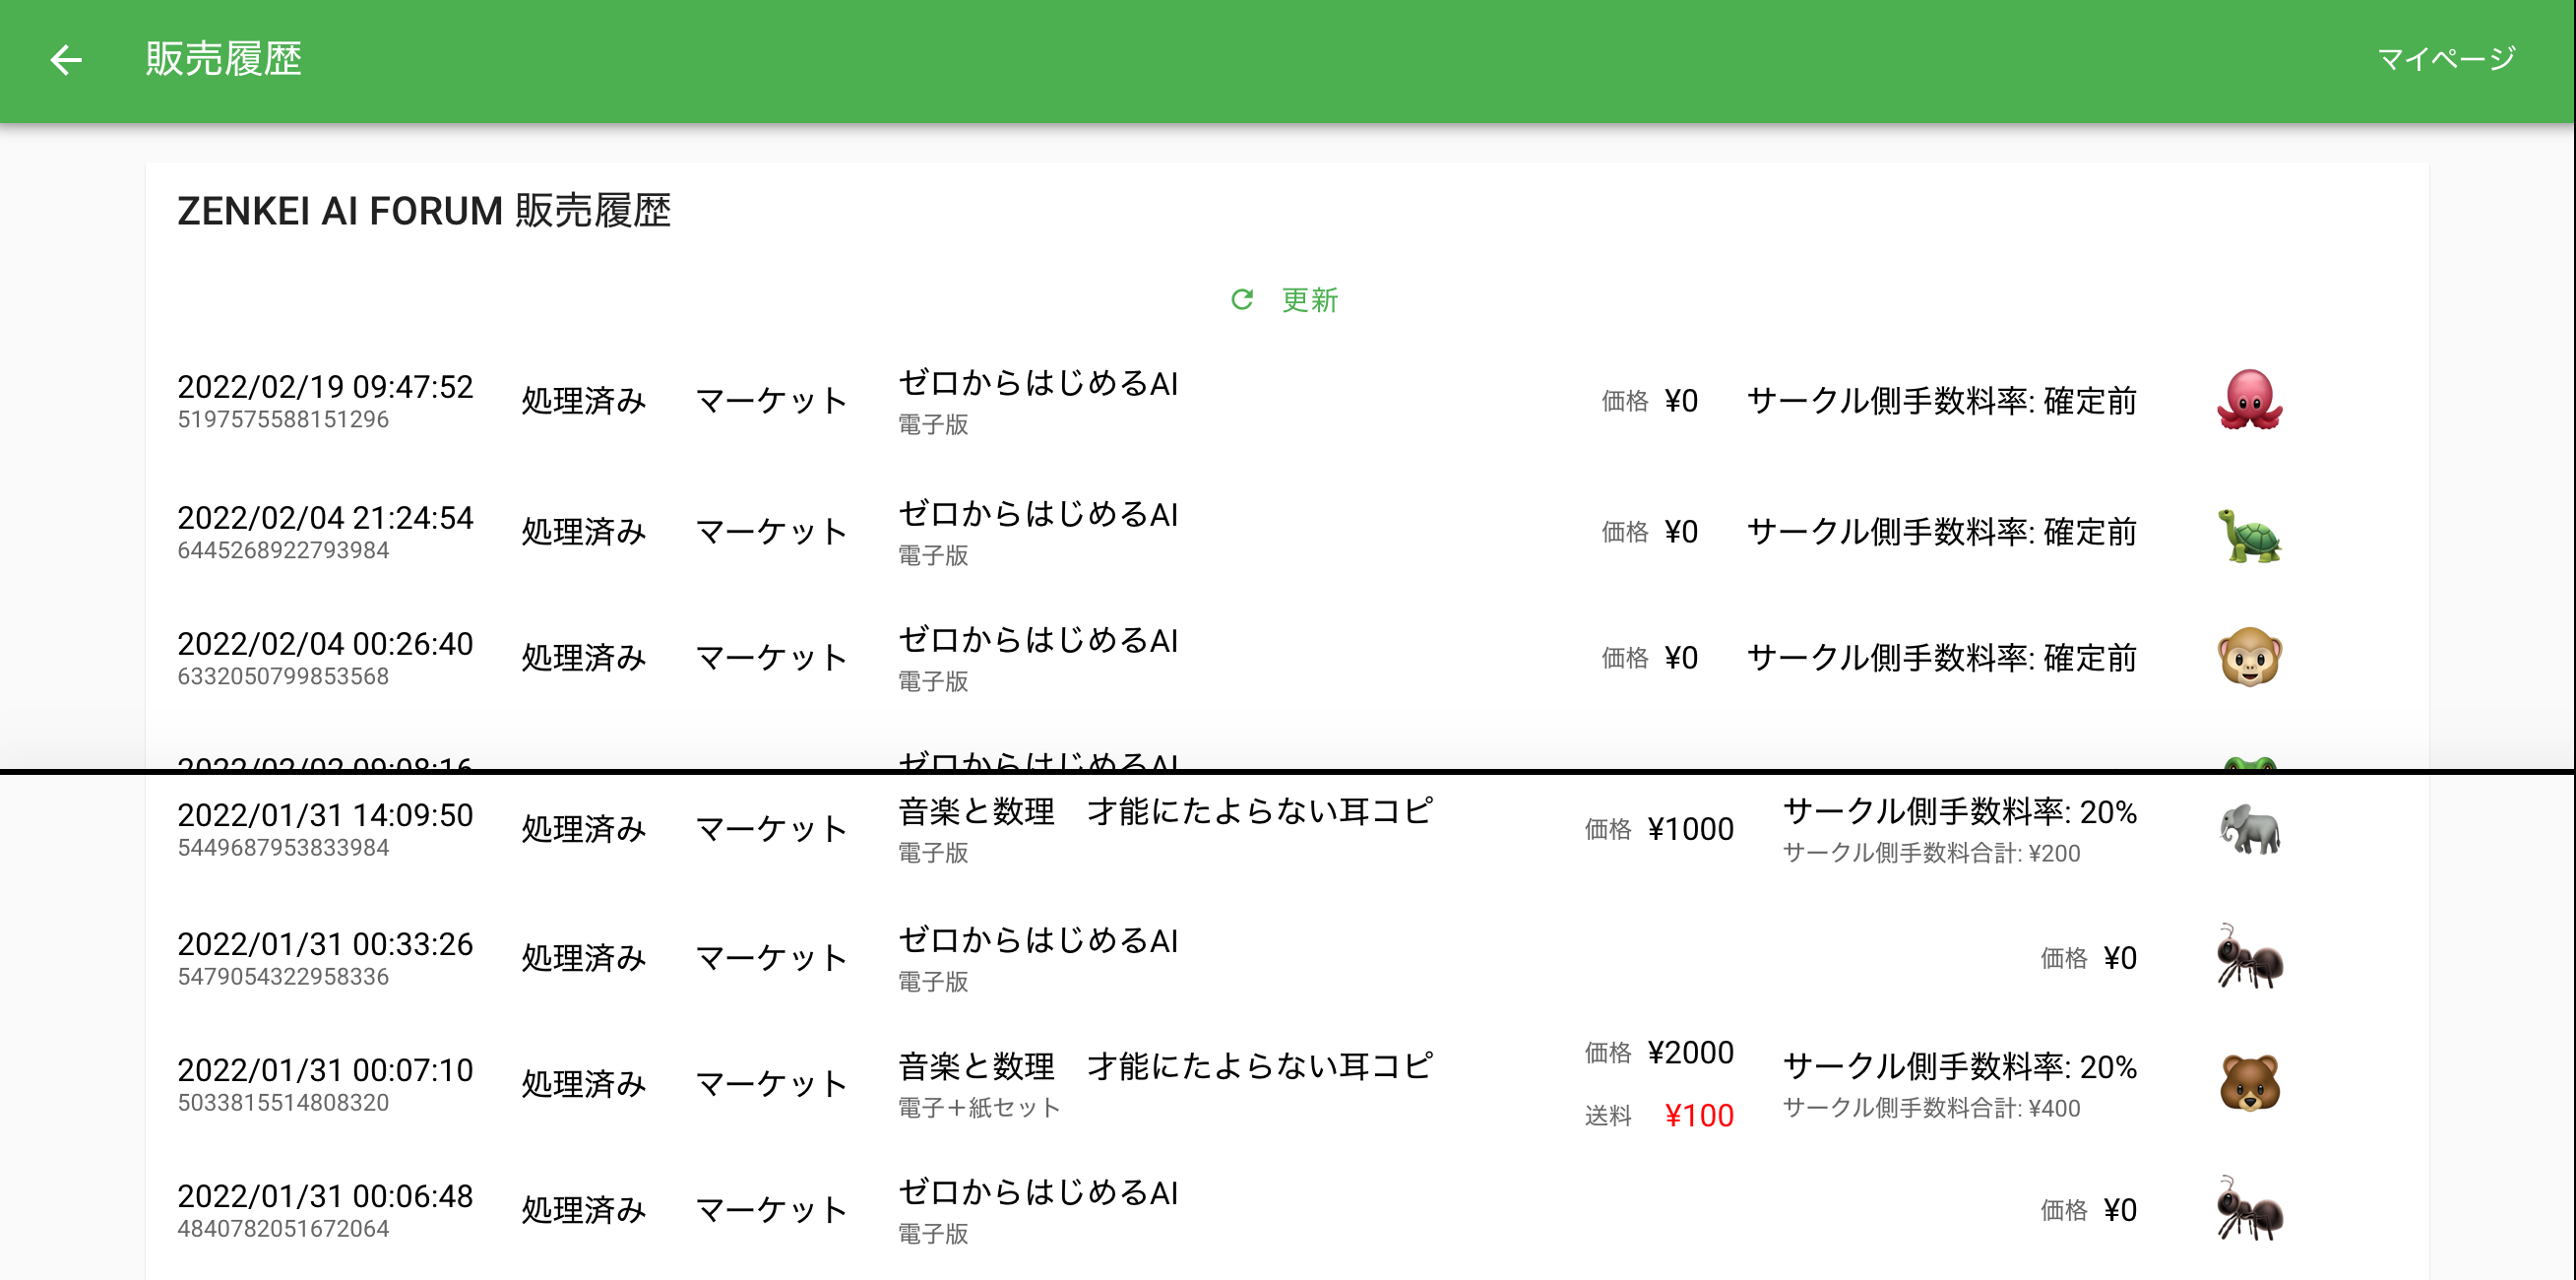 販売履歴
マイページ
ZENKEI AI FORUM 販売履歴
更新
2022/02/19 09:47:52 処理済み マーケット ゼロからはじめるAI 価格 ¥0 サークル側手数料率: 確定前
5197575588151296 電子版
2022/02/04 21:24:54 処理済み マーケット ゼロからはじめるAI 価格 ¥0 サークル側手数料率: 確定前
6445268922793984 電子版
2022/02/04 00:26:40 処理済み マーケット ゼロからはじめるAI 価格 ¥0 サークル側手数料率: 確定前
6332050799853568 電子版
2022/02/02 09:08:16 ゼロからはじめるAI
2022/01/31 14:09:50 処理済み マーケット 音楽と数理　才能にたよらない耳コピ 価格 ¥1000 サークル側手数料率: 20%
5449687953833984 電子版 サークル側手数料合計: ¥200
2022/01/31 00:33:26 処理済み マーケット ゼロからはじめるAI 価格 ¥0
5479054322958336 電子版
2022/01/31 00:07:10 処理済み マーケット 音楽と数理　才能にたよらない耳コピ 価格 ¥2000 サークル側手数料率: 20%
5033815514808320 電子＋紙セット 送料 ¥100 サークル側手数料合計: ¥400
2022/01/31 00:06:48 処理済み マーケット ゼロからはじめるAI 価格 ¥0
4840782051672064 電子版